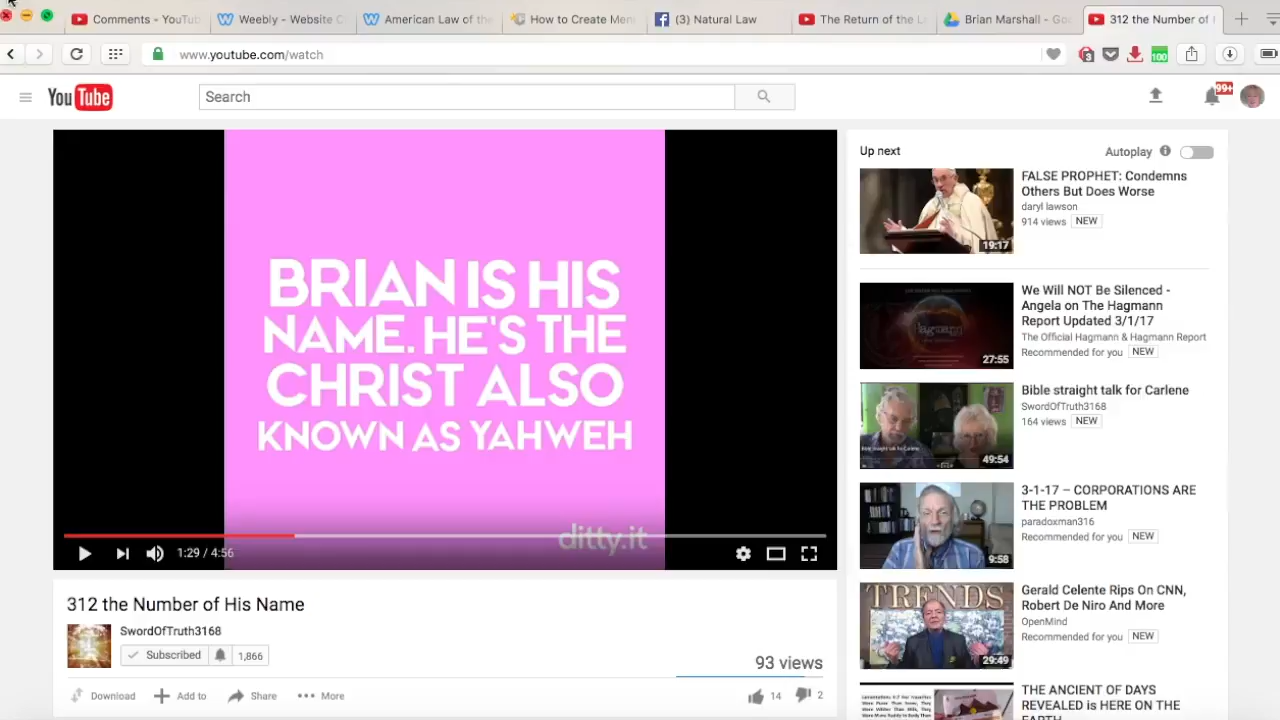 Comments - YouTub
Weebly - Website C
American Law of the
How to Create Men
(3) Natural Law
The Return of the L
Brian Marshall - Goo
312 the Number of H
www.youtube.com/watch
3
100
YouTube
Search
99+
BRIAN IS HIS
NAME HE'S THE
CHRIST ALSO
KNOWN AS YAHWEH
ditty.it
1:29 / 4:56
312 the Number of His Name
SwordOfTruth3168
Subscribed
1,866
93 views
Download
Add to
Share
More
14
2
Up next
Autoplay
19:17
FALSE PROPHET: Condemns
Others But Does Worse
daryl lawson
914 views NEW
Hagmann
27:55
We Will NOT Be Silenced -
Angela on The Hagmann
Report Updated 3/1/17
The Official Hagmann & Hagmann Report
Recommended for you NEW
49:54
Bible straight talk for Carlene
SwordOfTruth3168
164 views NEW
9:58
3-1-17 – CORPORATIONS ARE
THE PROBLEM
paradoxman316
Recommended for you NEW
TRENDS
29:49
Gerald Celente Rips On CNN,
Robert De Niro And More
OpenMind
Recommended for you NEW
THE ANCIENT OF DAYS
REVEALED is HERE ON THE
EARTH